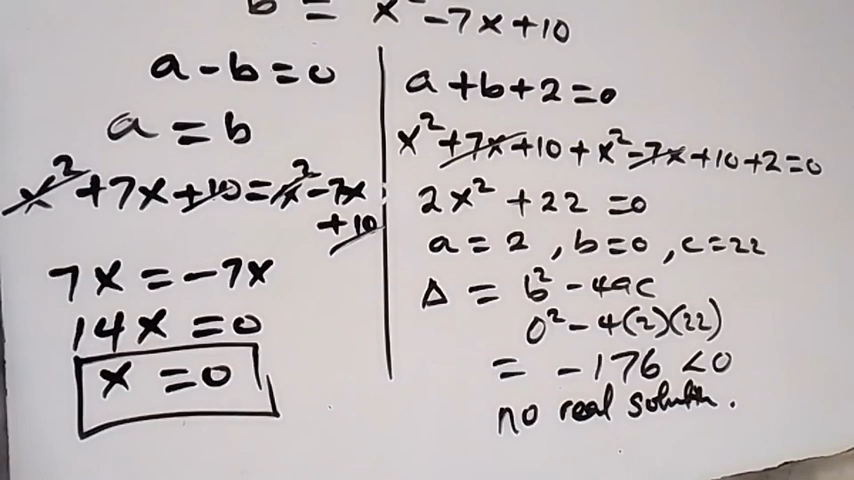 b = x²-7x+10
a-b=0
a=b
x²+7x+10=x²-7x
+10
7x=-7x
14x=0
x=0
a+b+2=0
x²+7x+10+x²-7x+10+2=0
2x²+22=0
a=2, b=0, c=22
Δ = b²-4ac
0²-4(2)(22)
= -176 <0
no real solution.